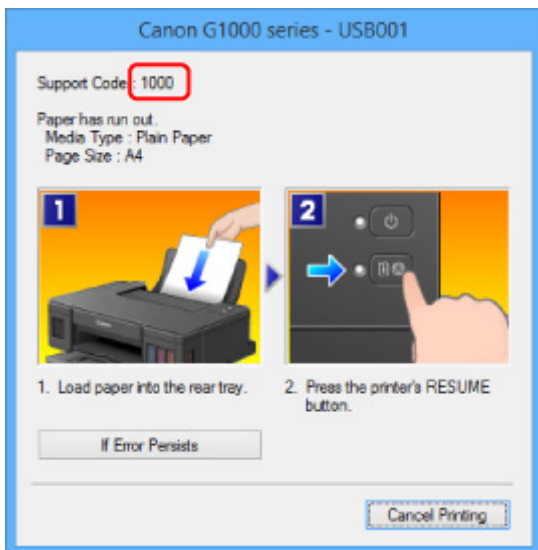 Canon G1000 series - USB001
Support Code : 1000
Paper has run out.
Media Type : Plain Paper
Page Size : A4
1
2
1. Load paper into the rear tray.
2. Press the printer's RESUME
button.
If Error Persists
Cancel Printing